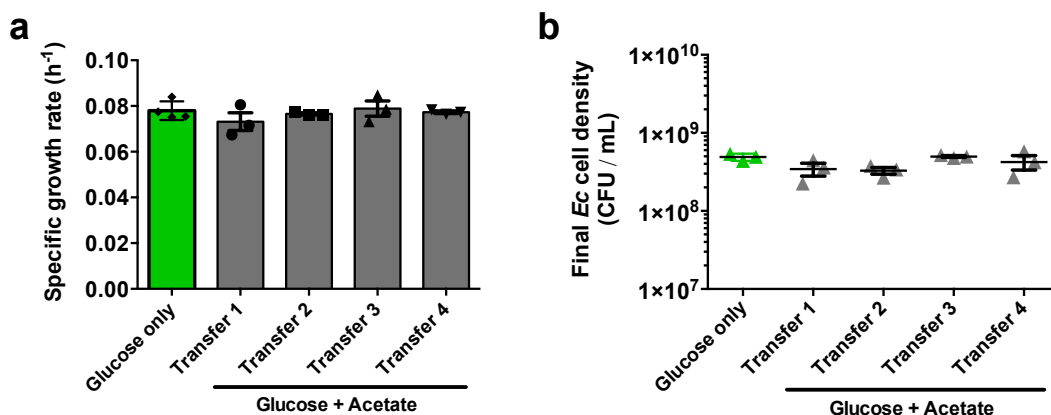 a
Specific growth rate (h⁻¹)
0.10
0.08
0.06
0.04
0.02
0.00
Glucose only
Transfer 1
Transfer 2
Transfer 3
Transfer 4
Glucose + Acetate
b
Final Ec cell density
(CFU / mL)
1×10¹⁰
1×10⁹
1×10⁸
1×10⁷
Glucose only
Transfer 1
Transfer 2
Transfer 3
Transfer 4
Glucose + Acetate